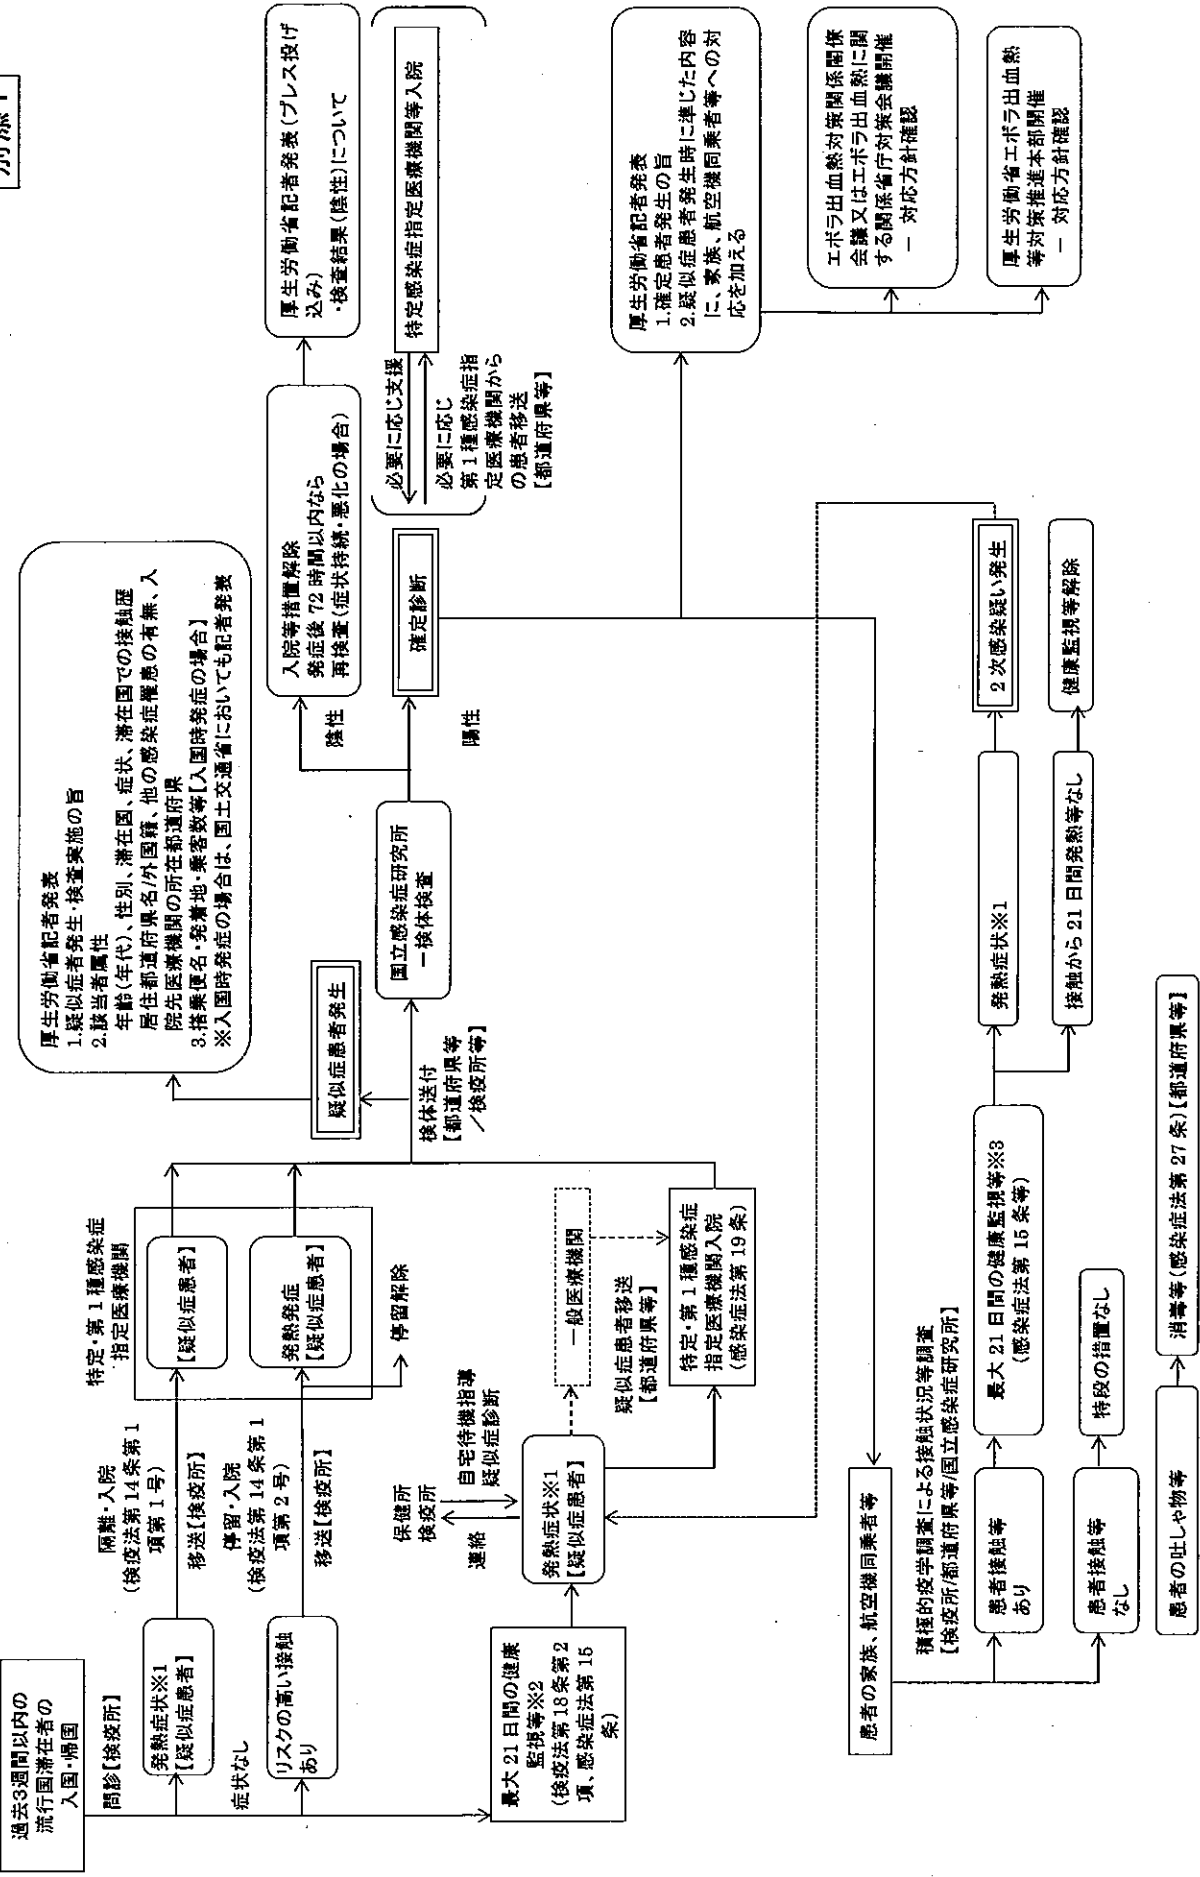 別添1
過去3週間以内の
流行国滞在者の
入国・帰国
問診【検疫所】
発熱症状※1
【疑似症患者】
症状なし
リスクの高い接触
あり
最大21日間の健康
監視等※2
(検疫法第18条第2
項、感染症法第15
条)
隔離・入院
(検疫法第14条第1
項第1号)
移送【検疫所】
停留・入院
(検疫法第14条第1
項第2号)
移送【検疫所】
特定・第1種感染症
指定医療機関
【疑似症患者】
発熱発症
【疑似症患者】
停留解除
保健所
検疫所
連絡
自宅待機指導
疑似症診断
発熱症状※1
【疑似症患者】
一般医療機関
疑似症患者移送
【都道府県等】
特定・第1種感染症
指定医療機関入院
(感染症法第19条)
厚生労働省記者発表
1.疑似症者発生・検査実施の旨
2.該当者属性
年齢(年代)、性別、滞在国、症状、滞在国での接触歴
居住都道府県名/外国籍、他の感染症罹患の有無、入
院先医療機関の所在都道府県
3.搭乗便名・発着地・乗客数等【入国時発症の場合】
※入国時発症の場合は、国土交通省においても記者発表
疑似症患者発生
検体送付
【都道府県等
/検疫所等】
国立感染症研究所
ー検体検査
陰性
陽性
入院等措置解除
発症後72時間以内なら
再検査(症状持続・悪化の場合)
確定診断
厚生労働省記者発表(プレス投げ
込み)
・検査結果(陰性)について
必要に応じ支援
必要に応じ
第1種感染症指
定医療機関から
の患者移送
【都道府県等】
特定感染症指定医療機関等入院
厚生労働省記者発表
1.確定患者発生の旨
2.疑似症患者発生時に準じた内容
に、家族、航空機同乗者等への対
応を加える
エボラ出血熱対策関係閣僚
会議又はエボラ出血熱に関
する関係省庁対策会議開催
ー 対応方針確認
厚生労働省エボラ出血熱
等対策推進本部開催
ー 対応方針確認
患者の家族、航空機同乗者等
積極的疫学調査による接触状況等調査
【検疫所/都道府県等/国立感染症研究所】
患者接触等
あり
最大21日間の健康監視等※3
(感染症法第15条等)
発熱症状※1
2次感染疑い発生
接触から21日間発熱等なし
健康監視等解除
患者接触等
なし
特段の措置なし
患者の吐しゃ物等
消毒等(感染症法第27条)【都道府県等】